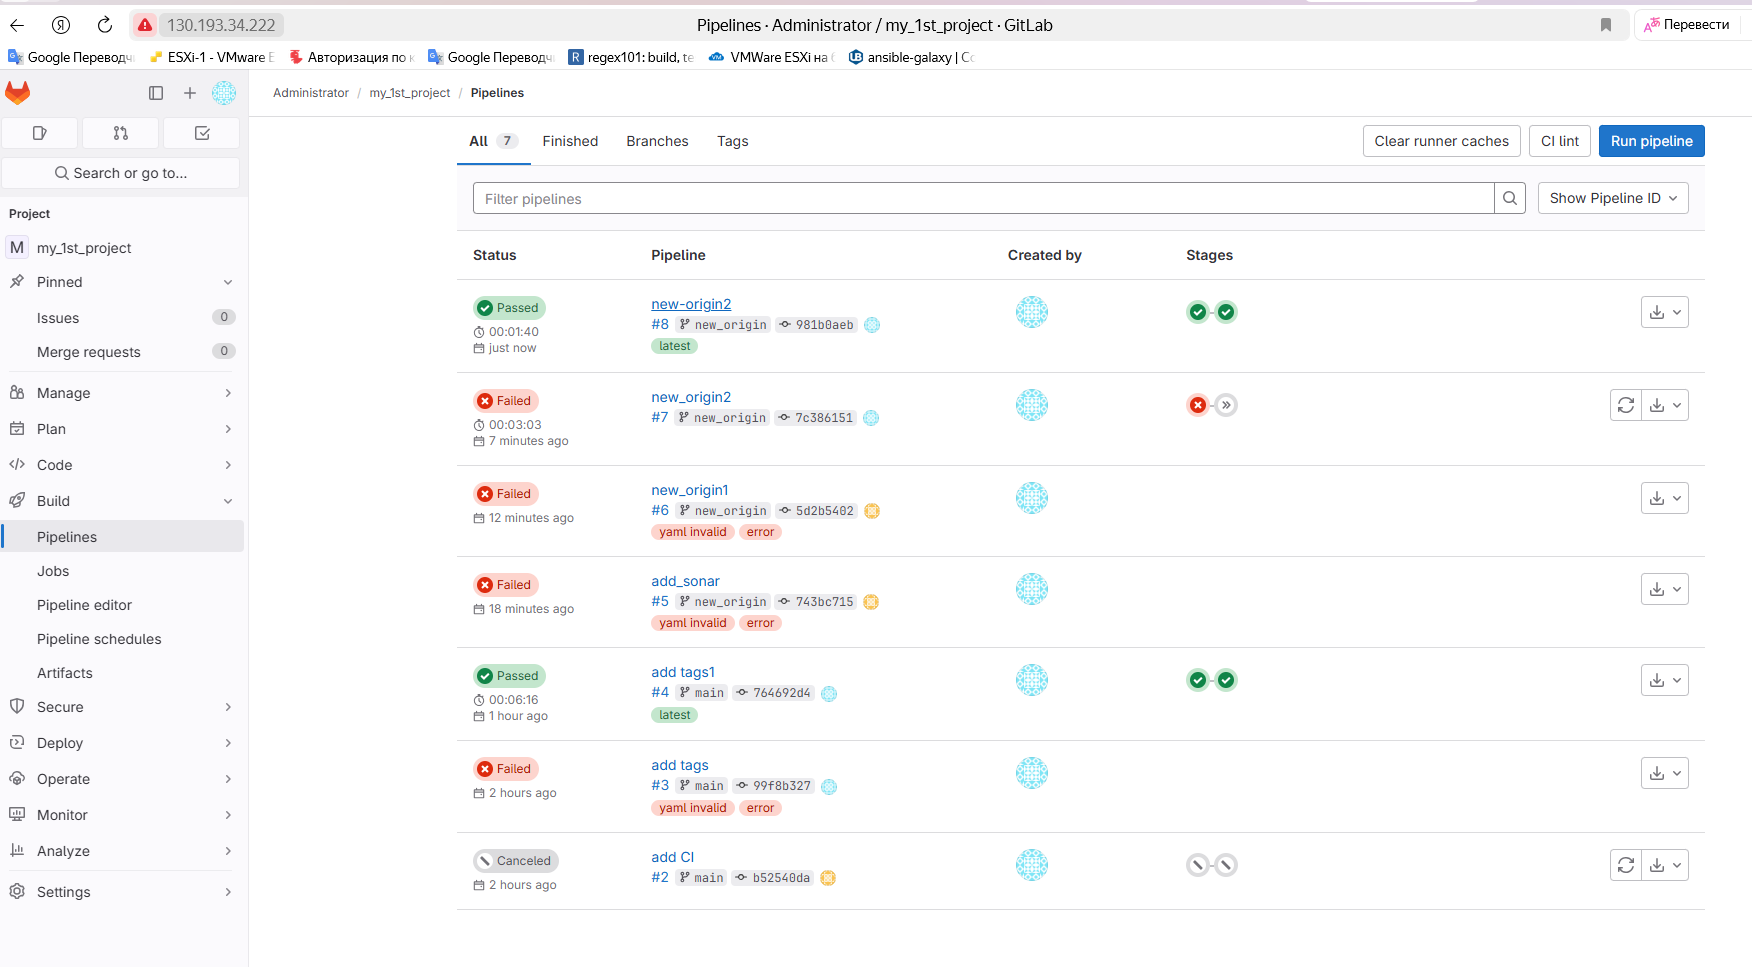 130.193.34.222
Pipelines · Administrator / my_1st_project · GitLab
Перевести
Google Переводч
ESXi-1 - VMware E
Авторизация по к
Google Переводч
regex101: build, te
VMWare ESXi на
ansible-galaxy | Co
Administrator / my_1st_project / Pipelines
All 7
Finished
Branches
Tags
Clear runner caches
CI lint
Run pipeline
Search or go to...
Filter pipelines
Show Pipeline ID
Project
M my_1st_project
Pinned
Issues 0
Merge requests 0
Manage
Plan
Code
Build
Pipelines
Jobs
Pipeline editor
Pipeline schedules
Artifacts
Secure
Deploy
Operate
Monitor
Analyze
Settings
Status
Pipeline
Created by
Stages
Passed
00:01:40
just now
new-origin2
#8 new_origin 981b0aeb
latest
Failed
00:03:03
7 minutes ago
new_origin2
#7 new_origin 7c386151
Failed
12 minutes ago
new_origin1
#6 new_origin 5d2b5402
yaml invalid error
Failed
18 minutes ago
add_sonar
#5 new_origin 743bc715
yaml invalid error
Passed
00:06:16
1 hour ago
add tags1
#4 main 764692d4
latest
Failed
2 hours ago
add tags
#3 main 99f8b327
yaml invalid error
Canceled
2 hours ago
add CI
#2 main b52540da